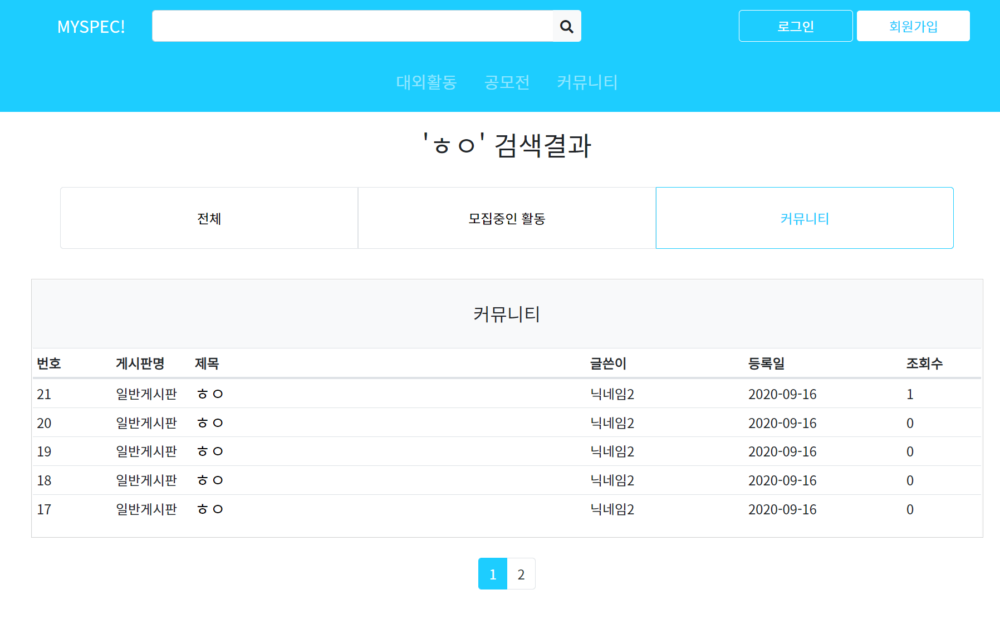 MYSPEC! 로그인 회원가입
대외활동 공모전 커뮤니티
'ㅎㅇ' 검색결과
전체 모집중인 활동 커뮤니티
커뮤니티
번호 게시판명 제목 글쓴이 등록일 조회수
21 일반게시판 ㅎㅇ 닉네임2 2020-09-16 1
20 일반게시판 ㅎㅇ 닉네임2 2020-09-16 0
19 일반게시판 ㅎㅇ 닉네임2 2020-09-16 0
18 일반게시판 ㅎㅇ 닉네임2 2020-09-16 0
17 일반게시판 ㅎㅇ 닉네임2 2020-09-16 0
1 2